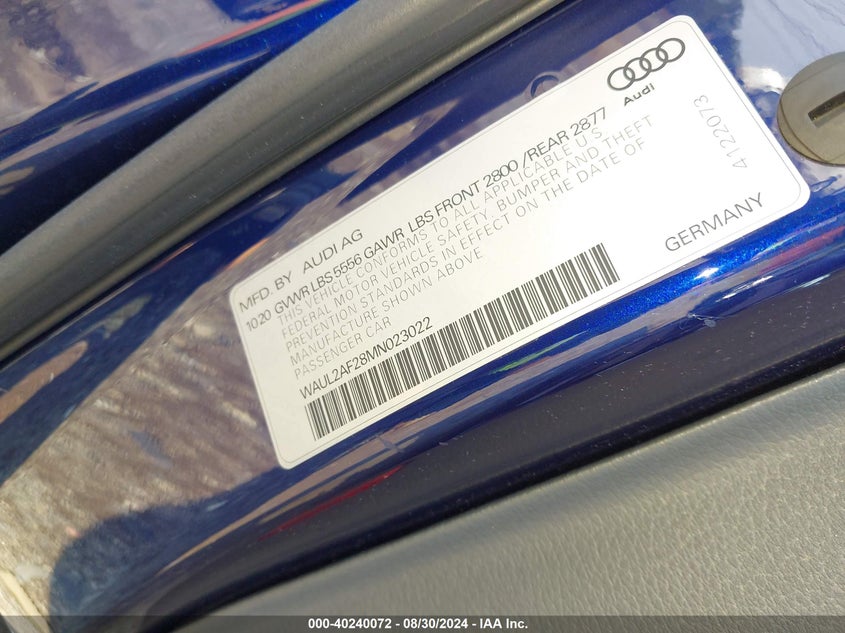 Audi
MFD. BY AUDI AG
1020 GVWR LBS 5556 GAWR LBS FRONT 2800 / REAR 2877
THIS VEHICLE CONFORMS TO ALL APPLICABLE U.S.
FEDERAL MOTOR VEHICLE SAFETY, BUMPER AND THEFT
PREVENTION STANDARDS IN EFFECT ON THE DATE OF
MANUFACTURE SHOWN ABOVE
PASSENGER CAR
WAUL2AF28MN023022
GERMANY
4122073
000-40240072 - 08/30/2024 - IAA Inc.